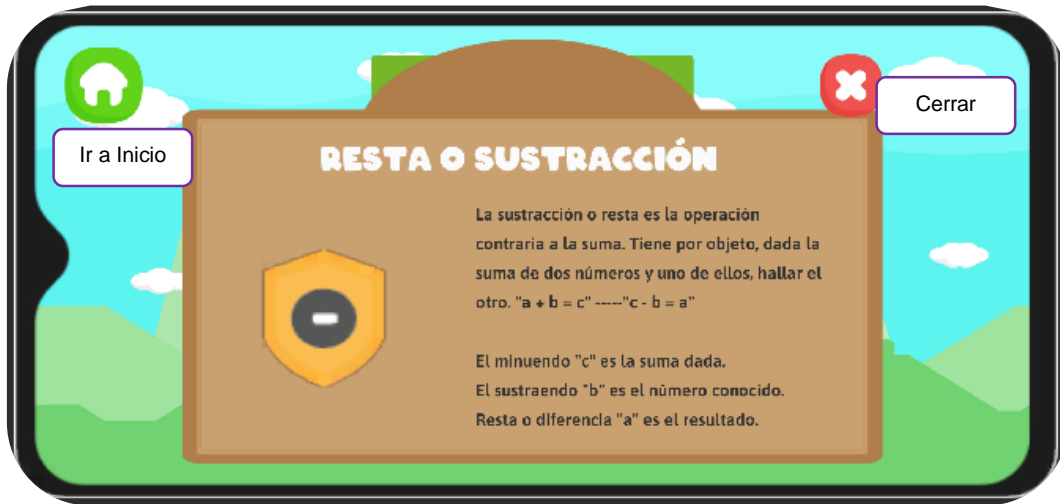 Cerrar
Ir a Inicio
RESTA O SUSTRACCIÓN
La sustracción o resta es la operación
contraria a la suma. Tiene por objeto, dada la
suma de dos números y uno de ellos, hallar el
otro. "a + b = c" -----"c - b = a"
El minuendo "c" es la suma dada.
El sustraendo "b" es el número conocido.
Resta o diferencia "a" es el resultado.